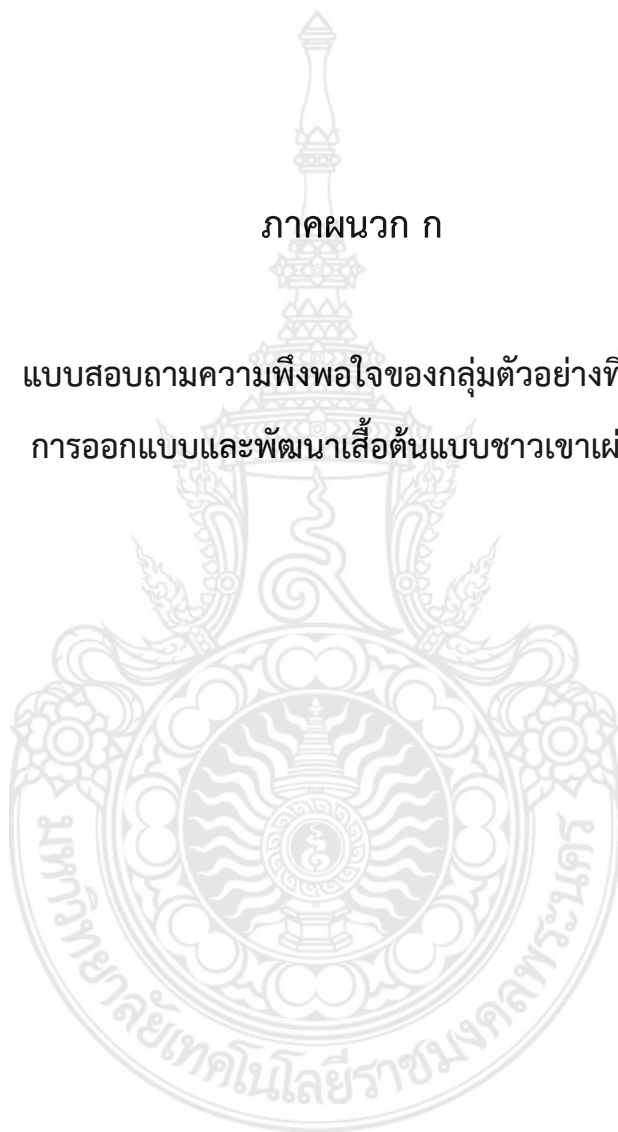 ภาคผนวก ก
แบบสอบถามความพึงพอใจของกลุ่มตัวอย่าง
การออกแบบและพัฒนาเสื้อต้นแบบชาวเขา
มหาวิทยาลัยเทคโนโลยีราชมงคลพระนคร